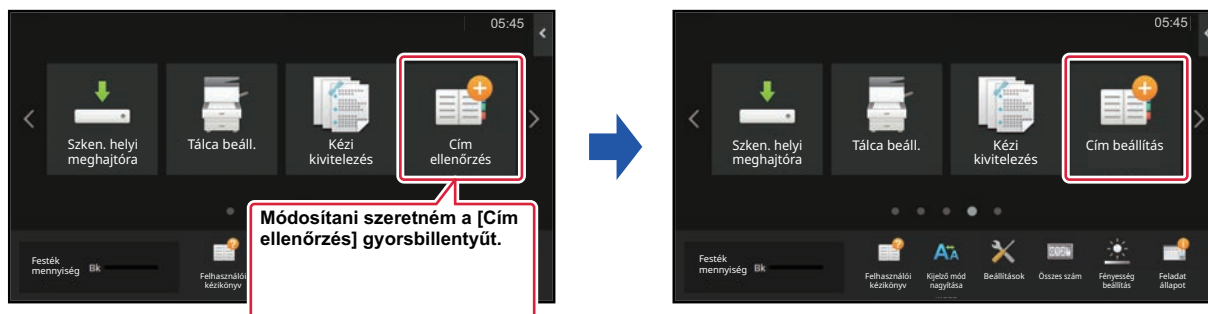 05:45
Szken. helyi
meghajtóra
Tálca beáll.
Kézi
kivitelezés
Cím
ellenőrzés
Módosítani szeretném a [Cím
ellenőrzés] gyorsbillentyűt.
Festék
mennyiség
Bk
Felhasználói
kézikönyv
05:45
Szken. helyi
meghajtóra
Tálca beáll.
Kézi
kivitelezés
Cím beállítás
Festék
mennyiség
Bk
Felhasználói
kézikönyv
Kijelző mód
nagyítása
Beállítások
Összes szám
Fényesség
beállítás
Feladat
állapot